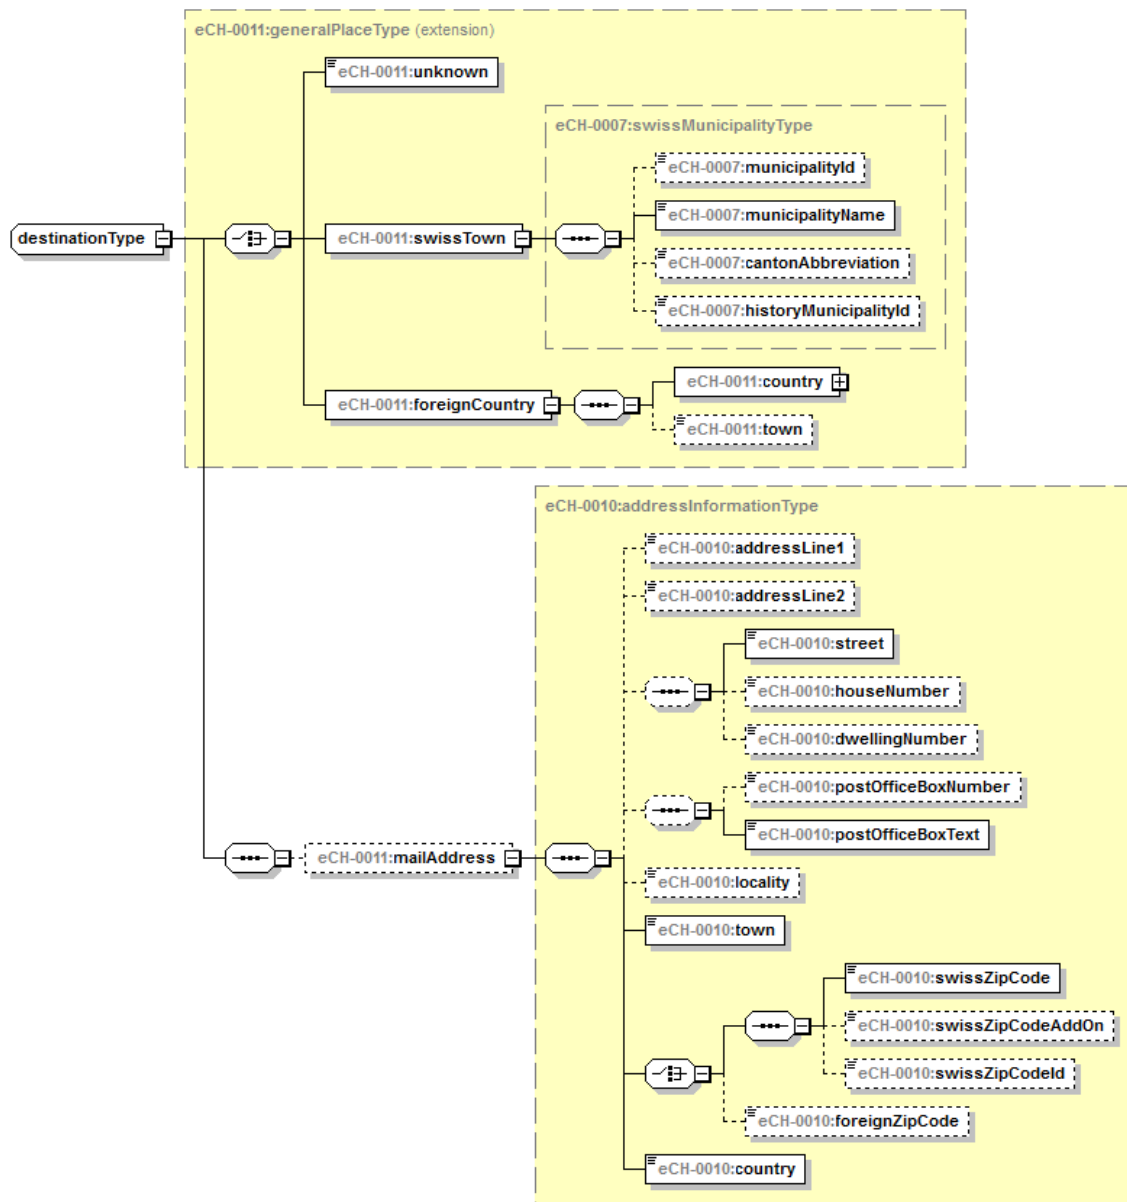 eCH-0011:generalPlaceType (extension)
eCH-0011:unknown
eCH-0007:swissMunicipalityType
eCH-0007:municipalityId
eCH-0007:municipalityName
destinationType
eCH-0011:swissTown
eCH-0007:cantonAbbreviation
eCH-0007:historyMunicipalityId
eCH-0011:country
eCH-0011:foreignCountry
eCH-0011:town
eCH-0010:addressInformationType
eCH-0010:addressLine1
eCH-0010:addressLine2
eCH-0010:street
eCH-0010:houseNumber
eCH-0010:dwellingNumber
eCH-0010:postOfficeBoxNumber
eCH-0010:postOfficeBoxText
eCH-0011:mailAddress
eCH-0010:locality
eCH-0010:town
eCH-0010:swissZipCode
eCH-0010:swissZipCodeAddOn
eCH-0010:swissZipCodeId
eCH-0010:foreignZipCode
eCH-0010:country